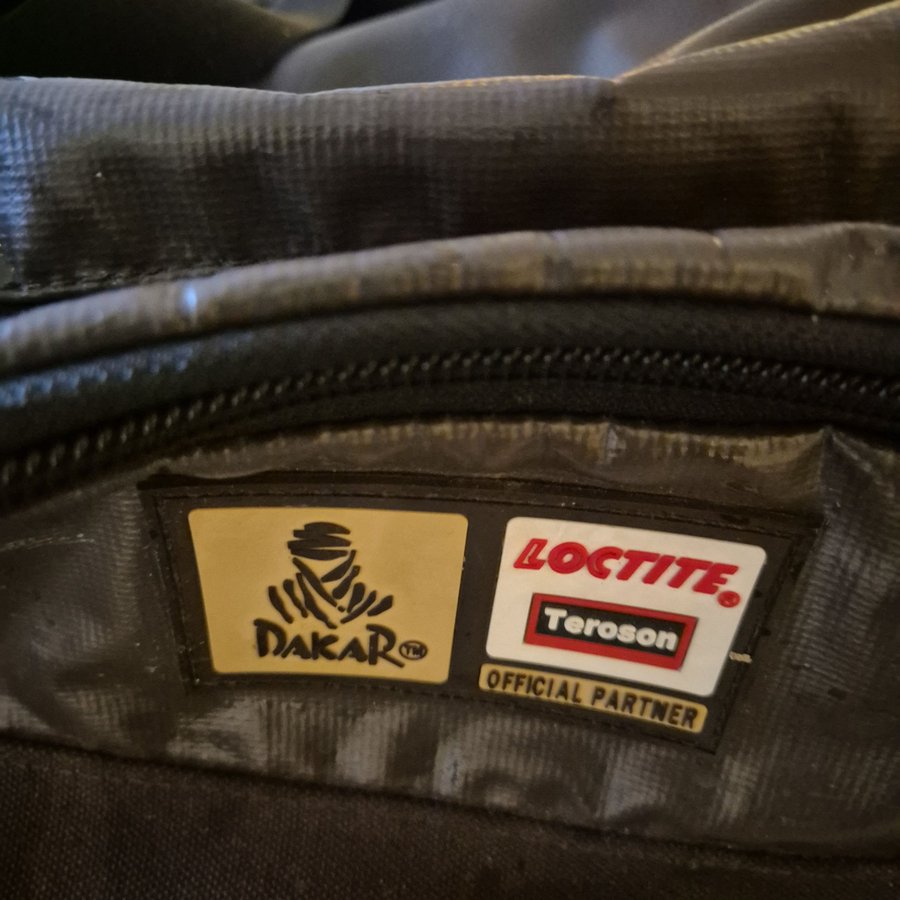 DAKAR™
LOCTITE®
Teroson
OFFICIAL PARTNER